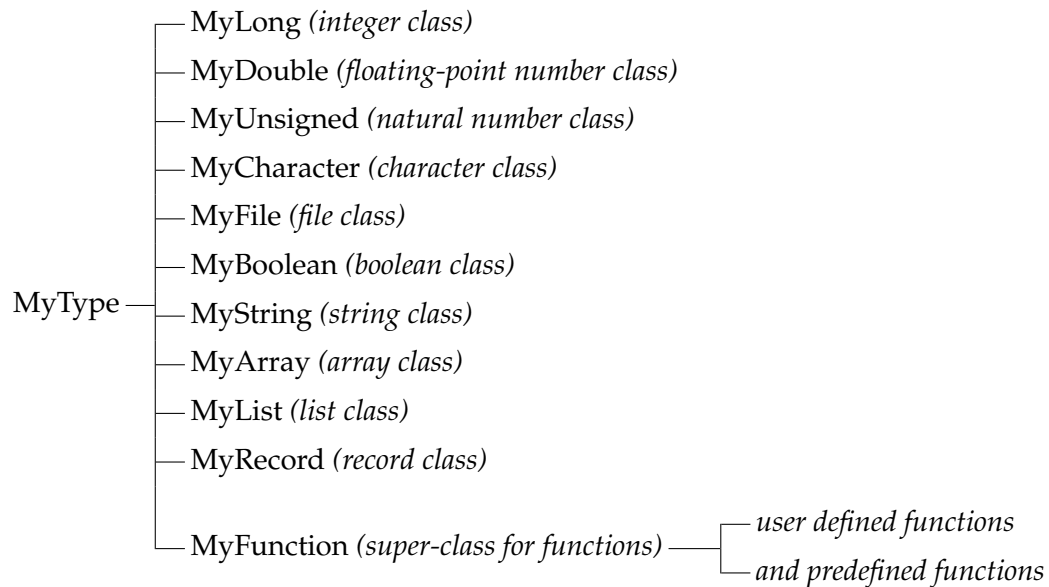 MyLong (integer class)
MyDouble (floating-point number class)
MyUnsigned (natural number class)
MyCharacter (character class)
MyFile (file class)
MyBoolean (boolean class)
MyType
MyString (string class)
MyArray (array class)
MyList (list class)
MyRecord (record class)
MyFunction (super-class for functions)
user defined functions
and predefined functions